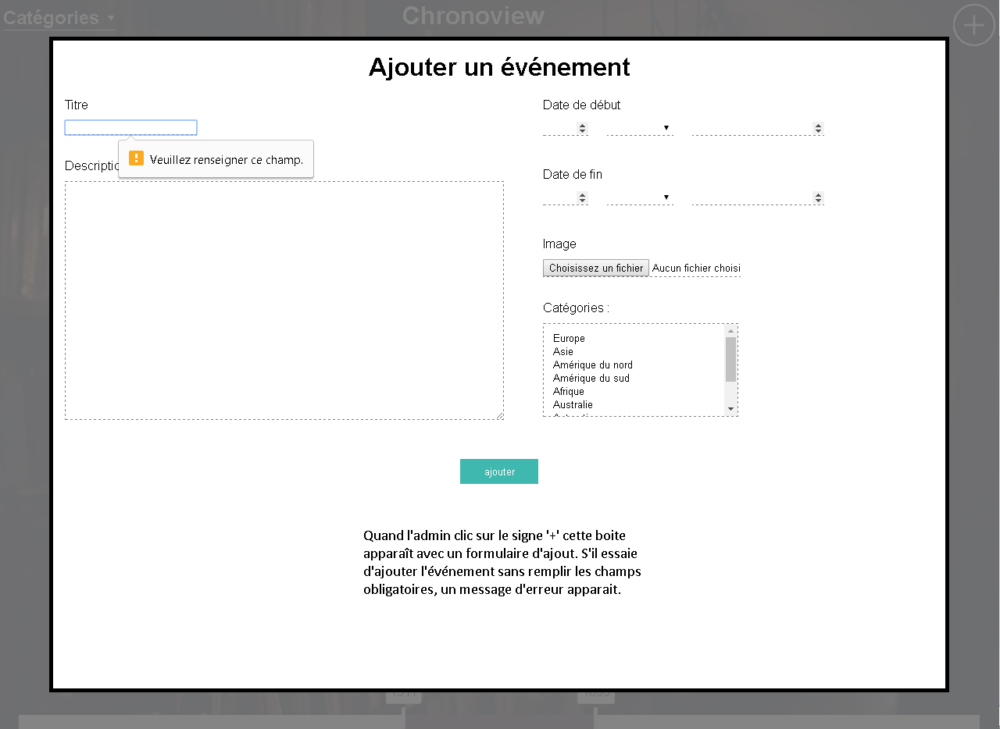 Catégories
Chronoview
Ajouter un événement
Titre
Date de début
Veuillez renseigner ce champ.
Date de fin
Image
Choisissez un fichier Aucun fichier choisi
Catégories :
Europe
Asie
Amérique du nord
Amérique du sud
Afrique
Australie
ajouter
Quand l'admin clic sur le signe '+' cette boite
apparaît avec un formulaire d'ajout. S'il essaie
d'ajouter l'événement sans remplir les champs
obligatoires, un message d'erreur apparait.